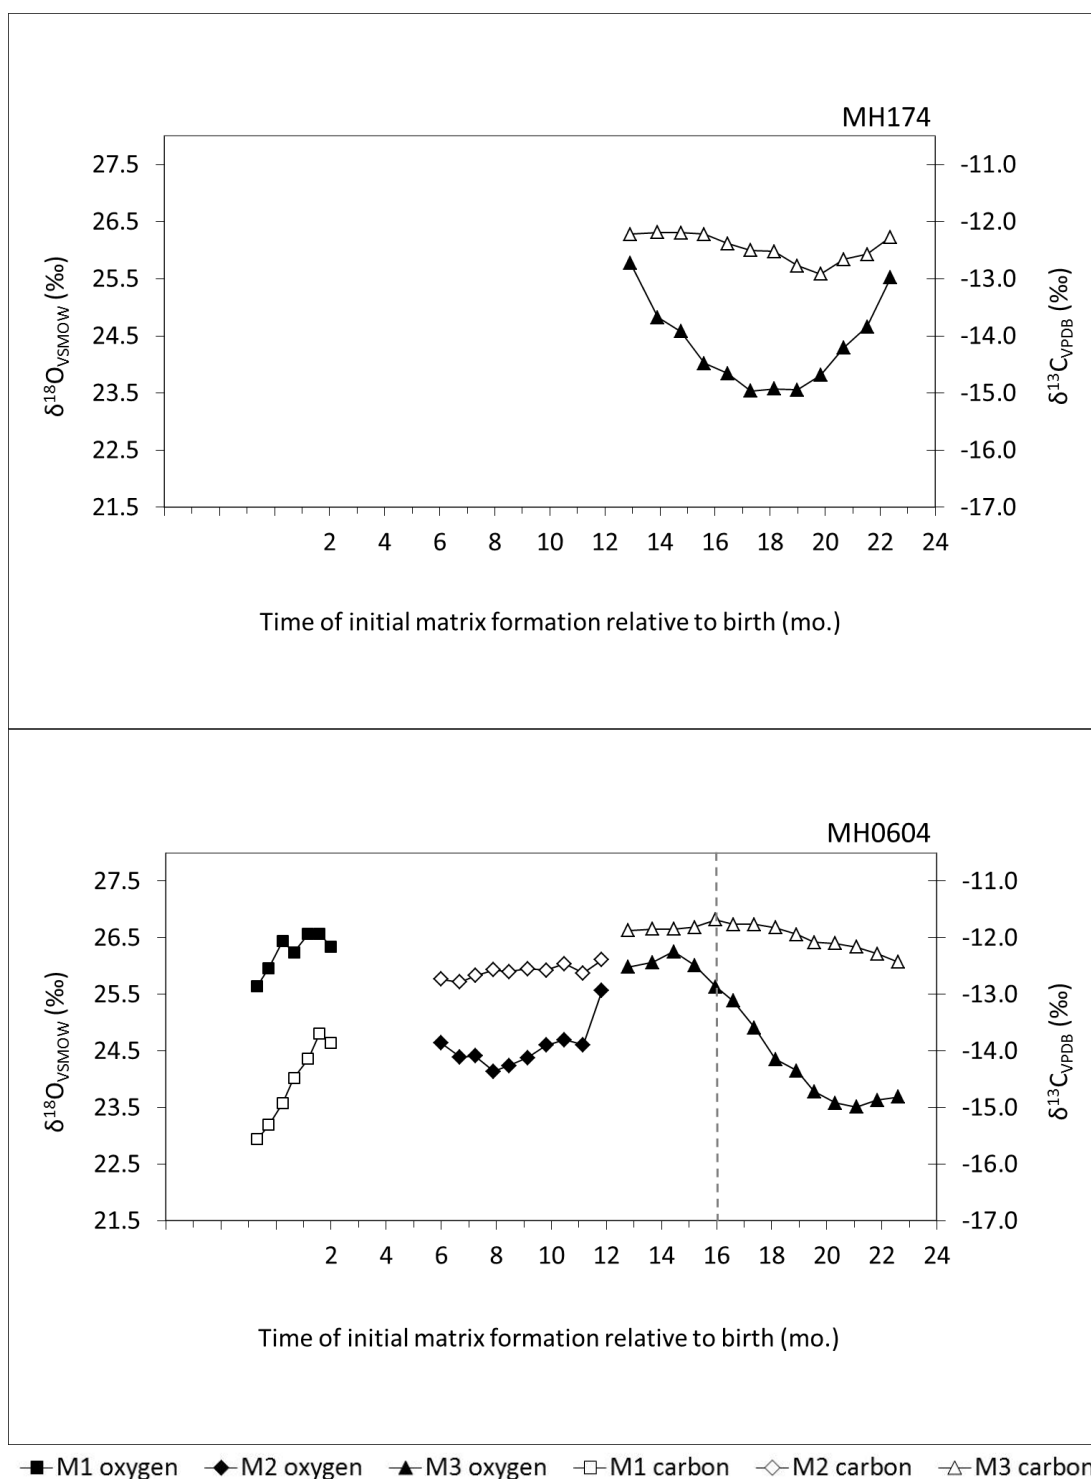 MH174
27.5
26.5
25.5
24.5
23.5
22.5
21.5
δ18OVSMOW (‰)
-11.0
-12.0
-13.0
-14.0
-15.0
-16.0
-17.0
δ13CVPDB (‰)
2 4 6 8 10 12 14 16 18 20 22 24
Time of initial matrix formation relative to birth (mo.)
MH0604
27.5
26.5
25.5
24.5
23.5
22.5
21.5
δ18OVSMOW (‰)
-11.0
-12.0
-13.0
-14.0
-15.0
-16.0
-17.0
δ13CVPDB (‰)
2 6 8 10 12 14 16 18 20 22 24
Time of initial matrix formation relative to birth (mo.)
M1 oxygen M2 oxygen M3 oxygen M1 carbon M2 carbon M3 carbon